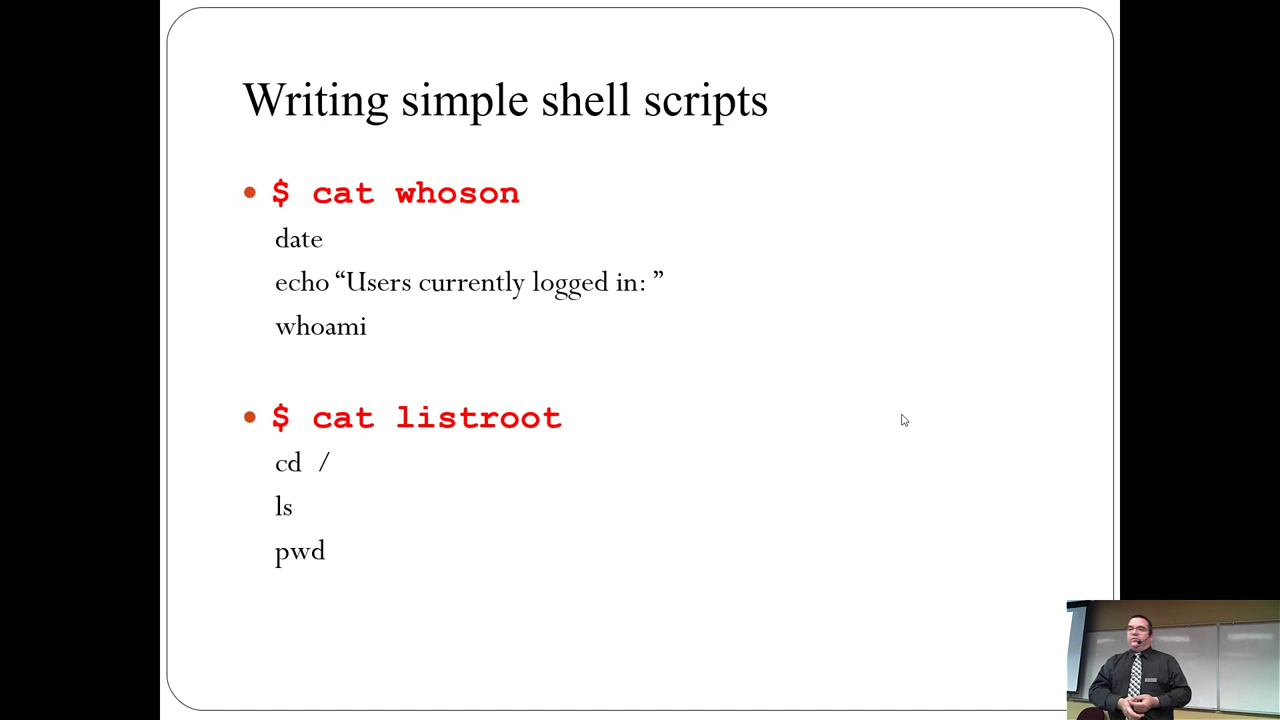 Writing simple shell scripts
$ cat whoson
date
echo “Users currently logged in: ”
whoami
$ cat listroot
cd /
ls
pwd